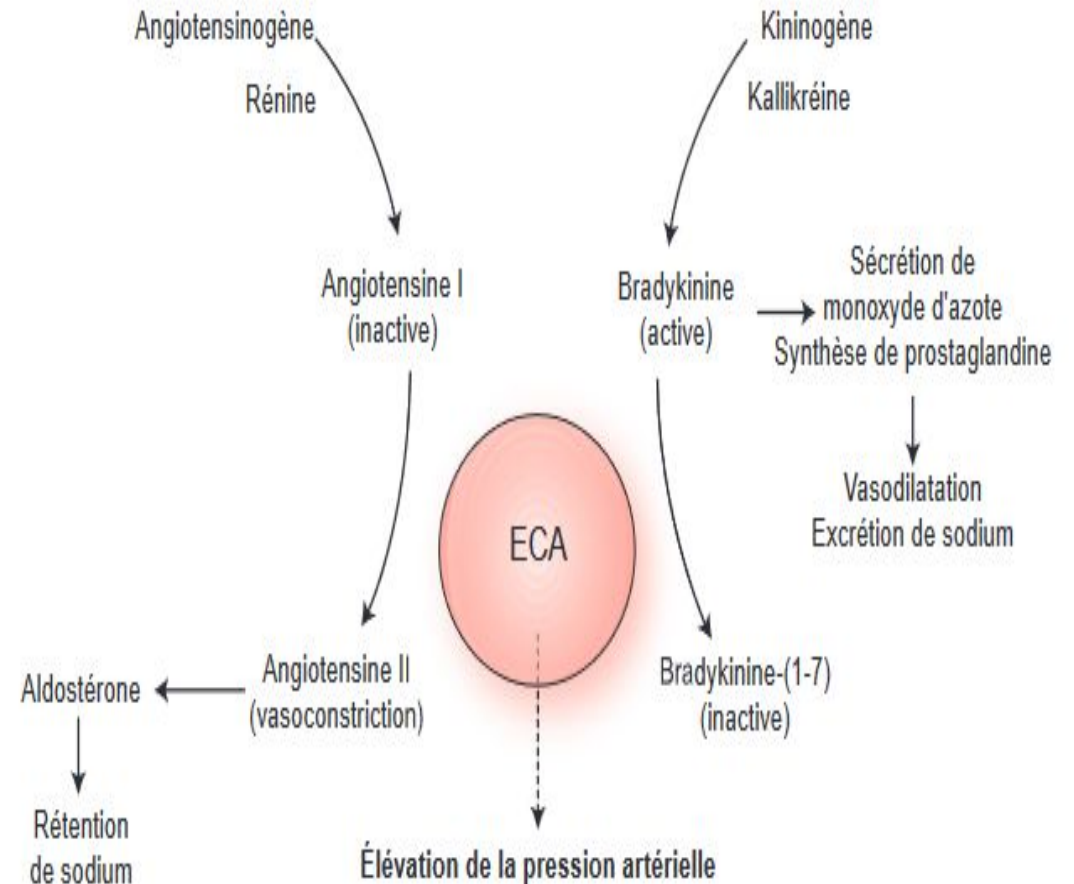 Angiotensinogène
Kininogène
Rénine
Kallikréine
Angiotensine I
(inactive)
Bradykinine
(active)
Sécrétion de
monoxyde d'azote
Synthèse de prostaglandine
Vasodilatation
Excrétion de sodium
ECA
Aldostérone
Angiotensine II
(vasoconstriction)
Bradykinine-(1-7)
(inactive)
Rétention
de sodium
Élévation de la pression artérielle